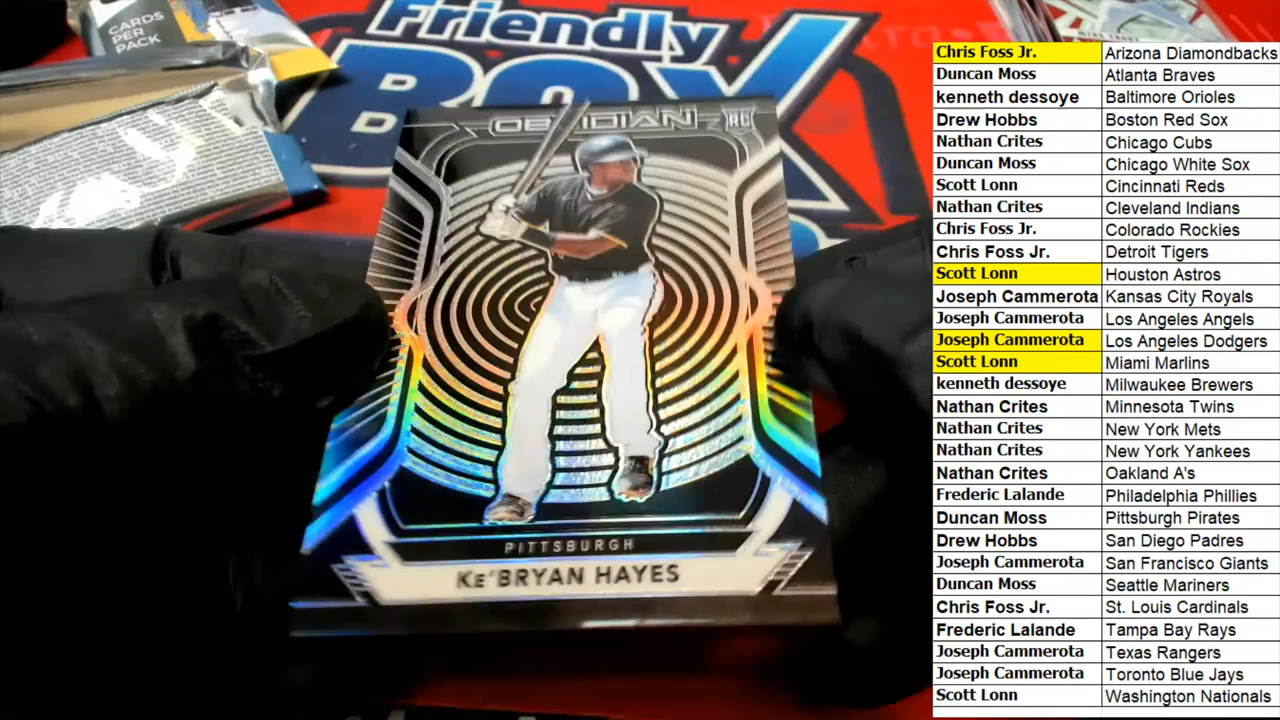 CARDS
PER
PACK
Friendly
BOX
OBSIDIAN RC
PITTSBURGH
KE'BRYAN HAYES
Chris Foss Jr. Arizona Diamondbacks
Duncan Moss Atlanta Braves
kenneth dessoye Baltimore Orioles
Drew Hobbs Boston Red Sox
Nathan Crites Chicago Cubs
Duncan Moss Chicago White Sox
Scott Lonn Cincinnati Reds
Nathan Crites Cleveland Indians
Chris Foss Jr. Colorado Rockies
Chris Foss Jr. Detroit Tigers
Scott Lonn Houston Astros
Joseph Cammerota Kansas City Royals
Joseph Cammerota Los Angeles Angels
Joseph Cammerota Los Angeles Dodgers
Scott Lonn Miami Marlins
kenneth dessoye Milwaukee Brewers
Nathan Crites Minnesota Twins
Nathan Crites New York Mets
Nathan Crites New York Yankees
Nathan Crites Oakland A's
Frederic Lalande Philadelphia Phillies
Duncan Moss Pittsburgh Pirates
Drew Hobbs San Diego Padres
Joseph Cammerota San Francisco Giants
Duncan Moss Seattle Mariners
Chris Foss Jr. St. Louis Cardinals
Frederic Lalande Tampa Bay Rays
Joseph Cammerota Texas Rangers
Joseph Cammerota Toronto Blue Jays
Scott Lonn Washington Nationals